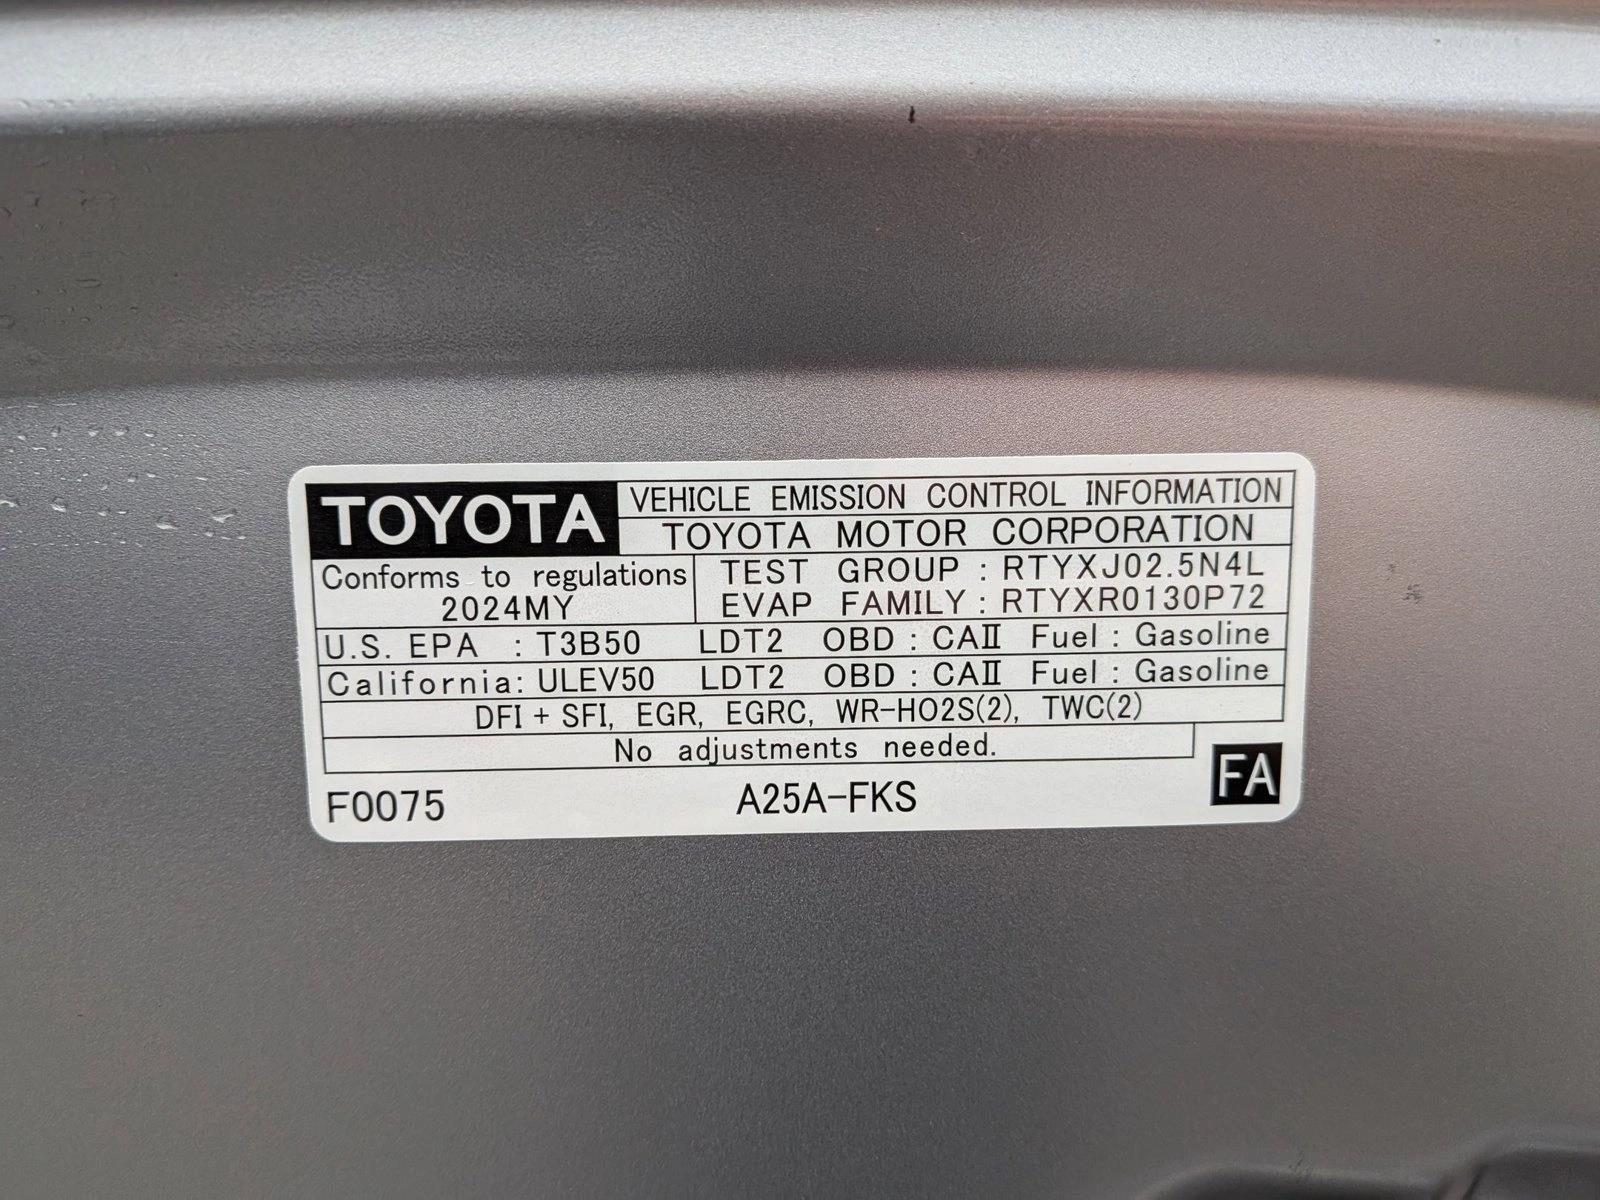 TOYOTA VEHICLE EMISSION CONTROL INFORMATION
TOYOTA MOTOR CORPORATION
Conforms to regulations
2024MY
TEST GROUP : RTYXJ02.5N4L
EVAP FAMILY : RTYXR0130P72
U.S. EPA : T3B50 LDT2 OBD : CAⅡ Fuel : Gasoline
California: ULEV50 LDT2 OBD : CAⅡ Fuel : Gasoline
DFI + SFI, EGR, EGRC, WR-HO2S(2), TWC(2)
No adjustments needed.
F0075 A25A-FKS FA